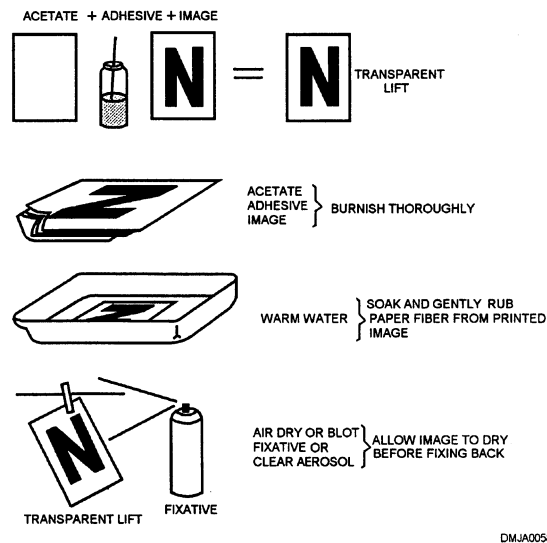 ACETATE + ADHESIVE + IMAGE
N = N
TRANSPARENT
LIFT
N
ACETATE
ADHESIVE
IMAGE
BURNISH THOROUGHLY
N
WARM WATER
SOAK AND GENTLY RUB
PAPER FIBER FROM PRINTED
IMAGE
N
AIR DRY OR BLOT
FIXATIVE OR
CLEAR AEROSOL
ALLOW IMAGE TO DRY
BEFORE FIXING BACK
TRANSPARENT LIFT
FIXATIVE
DMJA005